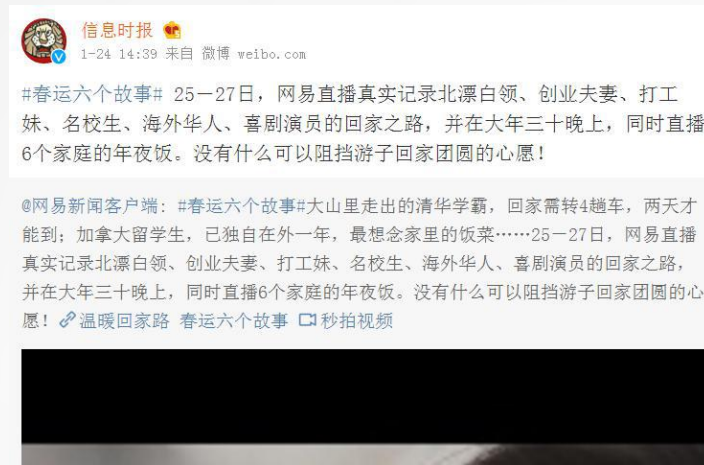 信息时报
1-24 14:39 来自 微博 weibo.com
#春运六个故事# 25－27日，网易直播真实记录北漂白领、创业夫妻、打工
妹、名校生、海外华人、喜剧演员的回家之路，并在大年三十晚上，同时直播
6个家庭的年夜饭。没有什么可以阻挡游子回家团圆的心愿！
@网易新闻客户端: #春运六个故事#大山里走出的清华学霸，回家需转4趟车，两天才
能到；加拿大留学生，已独自在外一年，最想念家里的饭菜……25－27日，网易直播
真实记录北漂白领、创业夫妻、打工妹、名校生、海外华人、喜剧演员的回家之路，
并在大年三十晚上，同时直播6个家庭的年夜饭。没有什么可以阻挡游子回家团圆的心
愿！ 温暖回家路 春运六个故事 秒拍视频